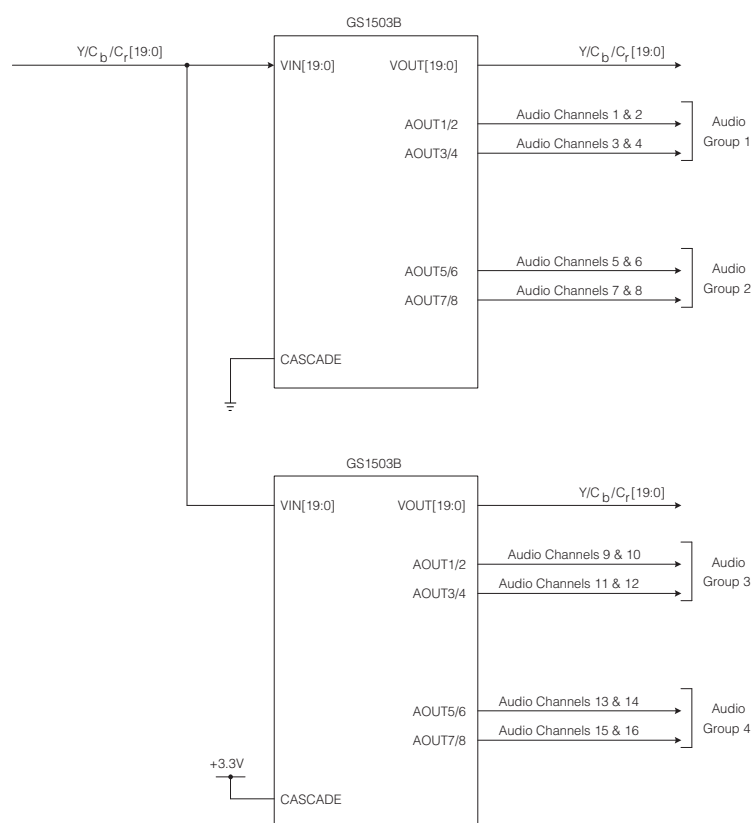 GS1503B
Y/Cb/Cr[19:0]
VIN[19:0]
VOUT[19:0]
Y/Cb/Cr[19:0]
AOUT1/2
Audio Channels 1 & 2
AOUT3/4
Audio Channels 3 & 4
Audio
Group 1
AOUT5/6
Audio Channels 5 & 6
AOUT7/8
Audio Channels 7 & 8
Audio
Group 2
CASCADE
GS1503B
VIN[19:0]
VOUT[19:0]
Y/Cb/Cr[19:0]
AOUT1/2
Audio Channels 9 & 10
AOUT3/4
Audio Channels 11 & 12
Audio
Group 3
AOUT5/6
Audio Channels 13 & 14
AOUT7/8
Audio Channels 15 & 16
Audio
Group 4
+3.3V
CASCADE